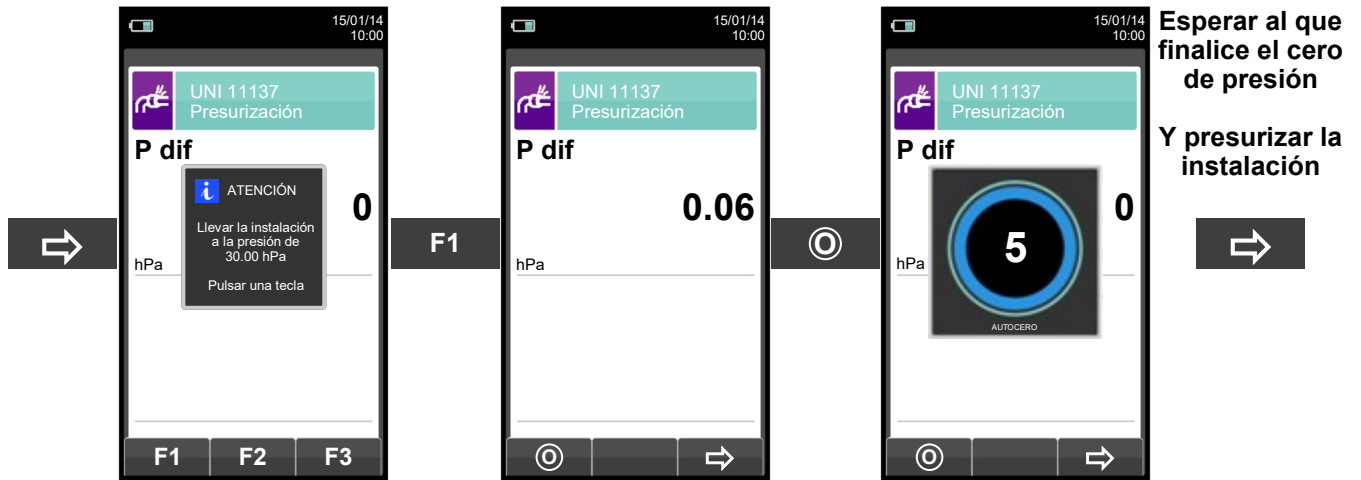 15/01/14
10:00
UNI 11137
Presurización
P dif
i ATENCIÓN
Llevar la instalación
a la presión de
30.00 hPa
Pulsar una tecla
0
hPa
F1 F2 F3
F1
15/01/14
10:00
UNI 11137
Presurización
P dif
0.06
hPa
O
O
15/01/14
10:00
UNI 11137
Presurización
P dif
0
5
hPa
AUTOCERO
O
Esperar al que
finalice el cero
de presión
Y presurizar la
instalación